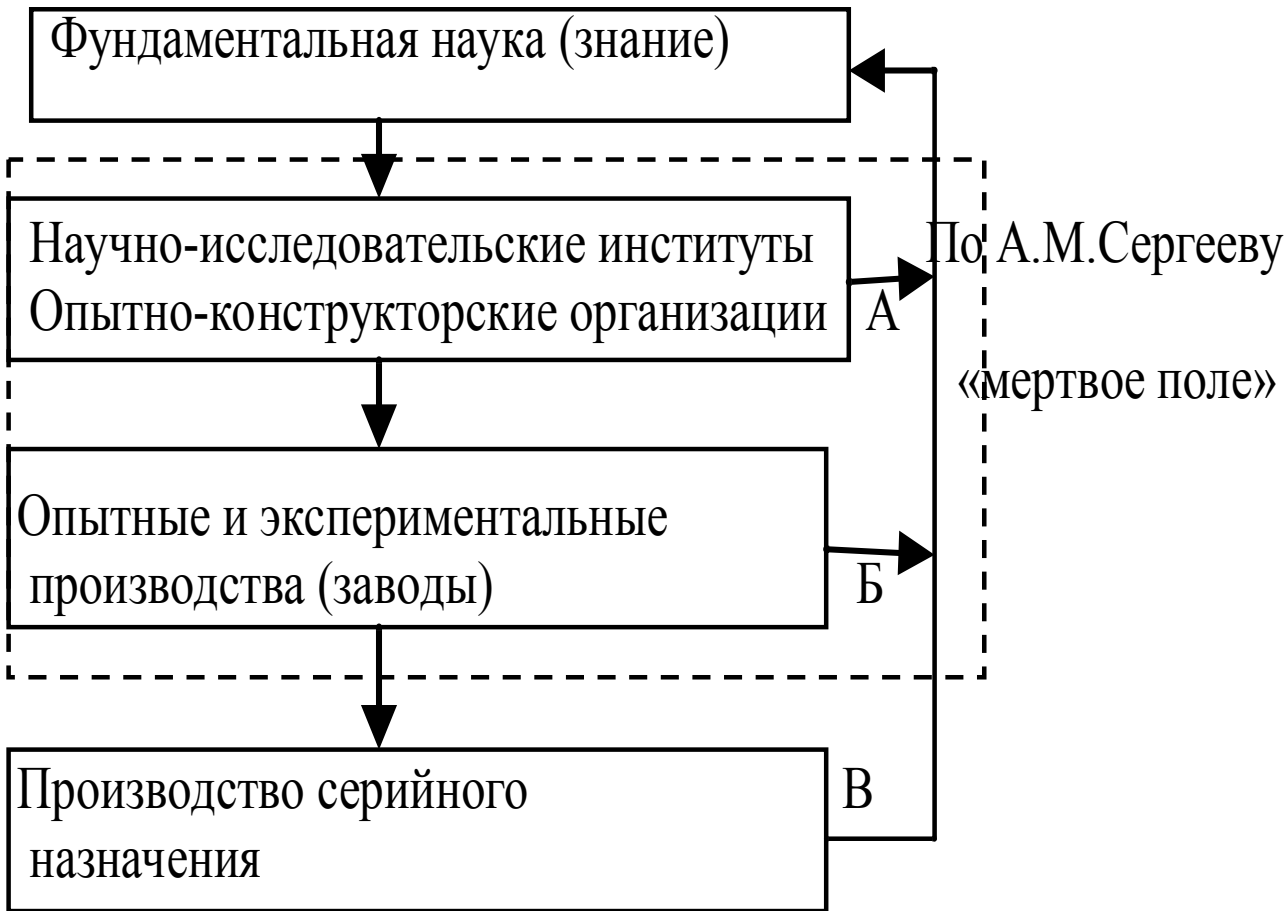 Фундаментальная наука (знание)
Научно-исследовательские институты
Опытно-конструкторские организации
А
По А.М.Сергееву
«мертвое поле»
Опытные и экспериментальные
производства (заводы)
Б
Производство серийного
назначения
В